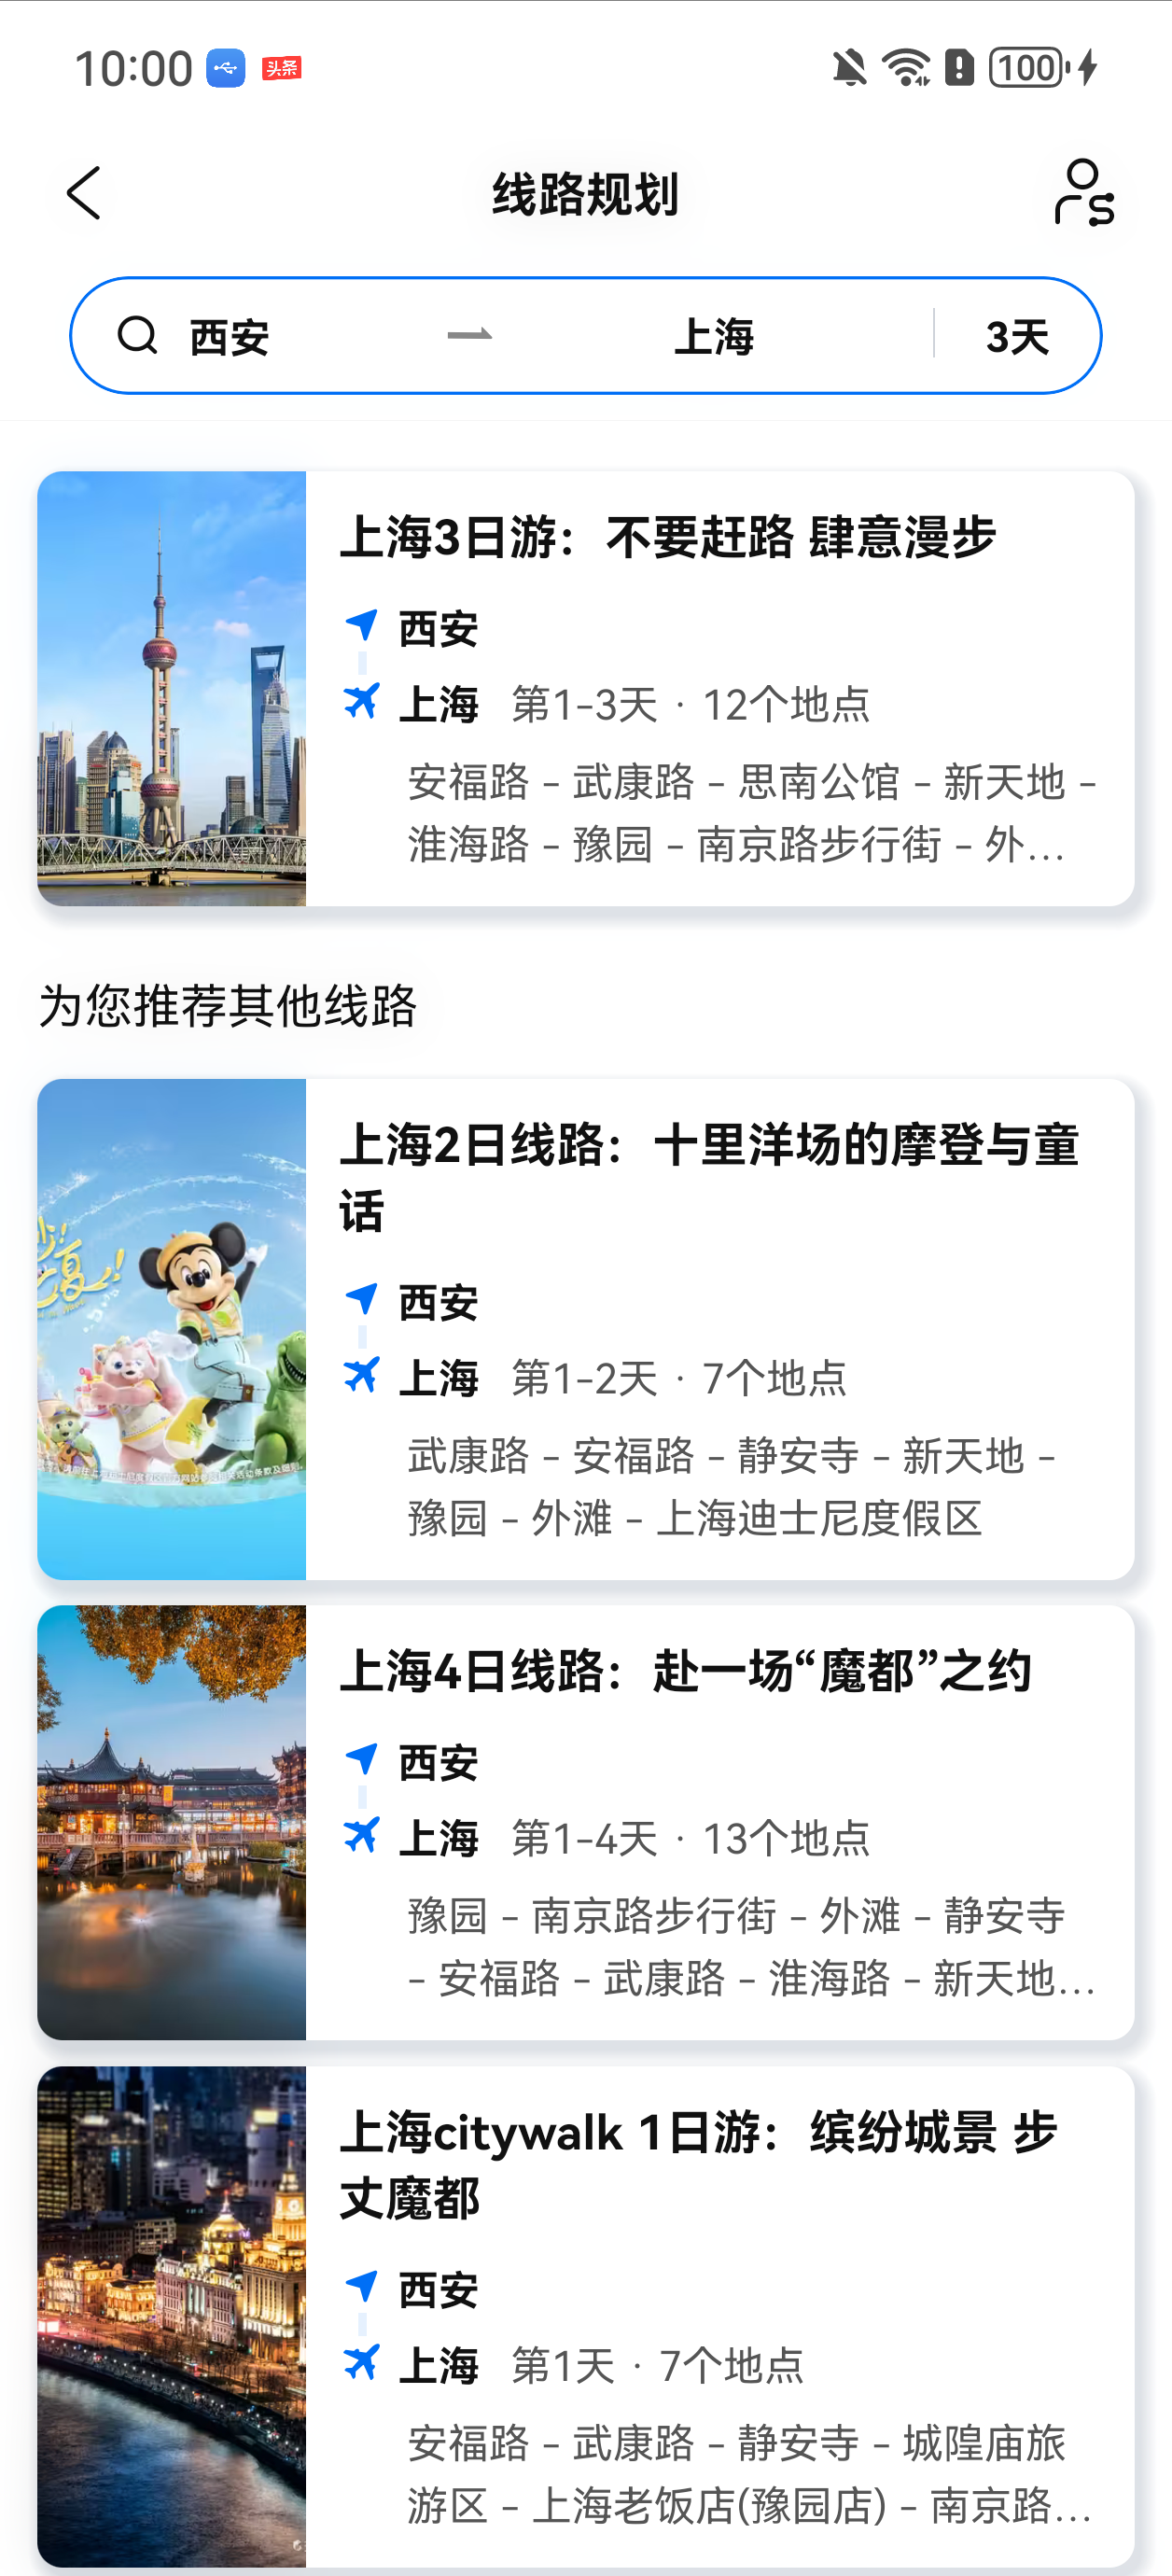 10:00
头条
100
线路规划
西安
上海
3天
上海3日游：不要赶路 肆意漫步
西安
上海 第1-3天 · 12个地点
安福路 - 武康路 - 思南公馆 - 新天地 -
淮海路 - 豫园 - 南京路步行街 - 外...
为您推荐其他线路
上海2日线路：十里洋场的摩登与童
话
西安
上海 第1-2天 · 7个地点
武康路 - 安福路 - 静安寺 - 新天地 -
豫园 - 外滩 - 上海迪士尼度假区
上海4日线路：赴一场“魔都”之约
西安
上海 第1-4天 · 13个地点
豫园 - 南京路步行街 - 外滩 - 静安寺
- 安福路 - 武康路 - 淮海路 - 新天地...
上海citywalk 1日游：缤纷城景 步
丈魔都
西安
上海 第1天 · 7个地点
安福路 - 武康路 - 静安寺 - 城隍庙旅
游区 - 上海老饭店(豫园店) - 南京路...